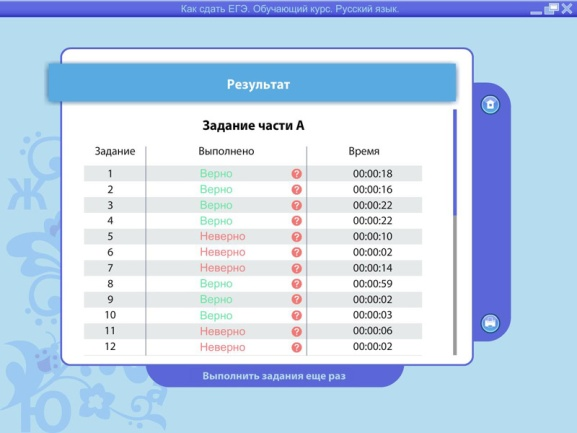 Как сдать ЕГЭ. Обучающий курс. Русский язык.
Результат
Задание части А
Задание Выполнено Время
1 Верно ? 00:00:18
2 Верно ? 00:00:16
3 Верно ? 00:00:22
4 Верно ? 00:00:22
5 Неверно ? 00:00:10
6 Неверно ? 00:00:02
7 Неверно ? 00:00:14
8 Верно ? 00:00:59
9 Верно ? 00:00:02
10 Верно ? 00:00:03
11 Неверно ? 00:00:06
12 Неверно ? 00:00:02
Выполнить задания еще раз
Ж
Ю